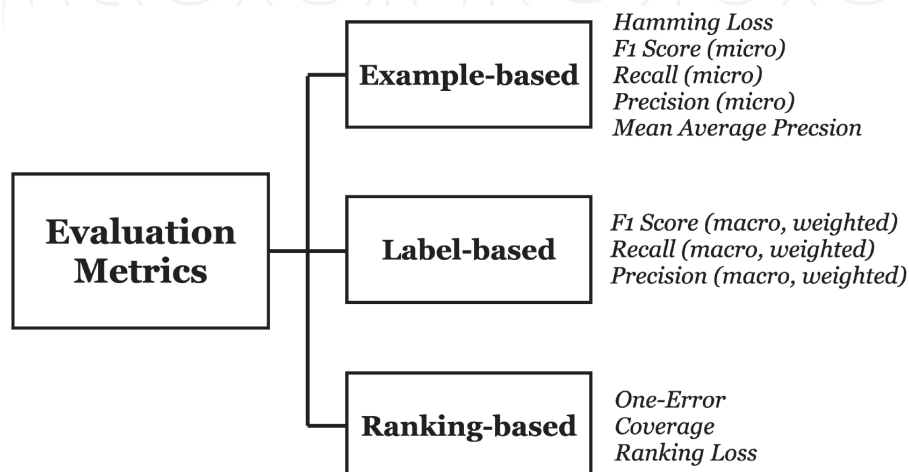 Evaluation
Metrics
Example-based
Hamming Loss
F1 Score (micro)
Recall (micro)
Precision (micro)
Mean Average Precsion
Label-based
F1 Score (macro, weighted)
Recall (macro, weighted)
Precision (macro, weighted)
Ranking-based
One-Error
Coverage
Ranking Loss